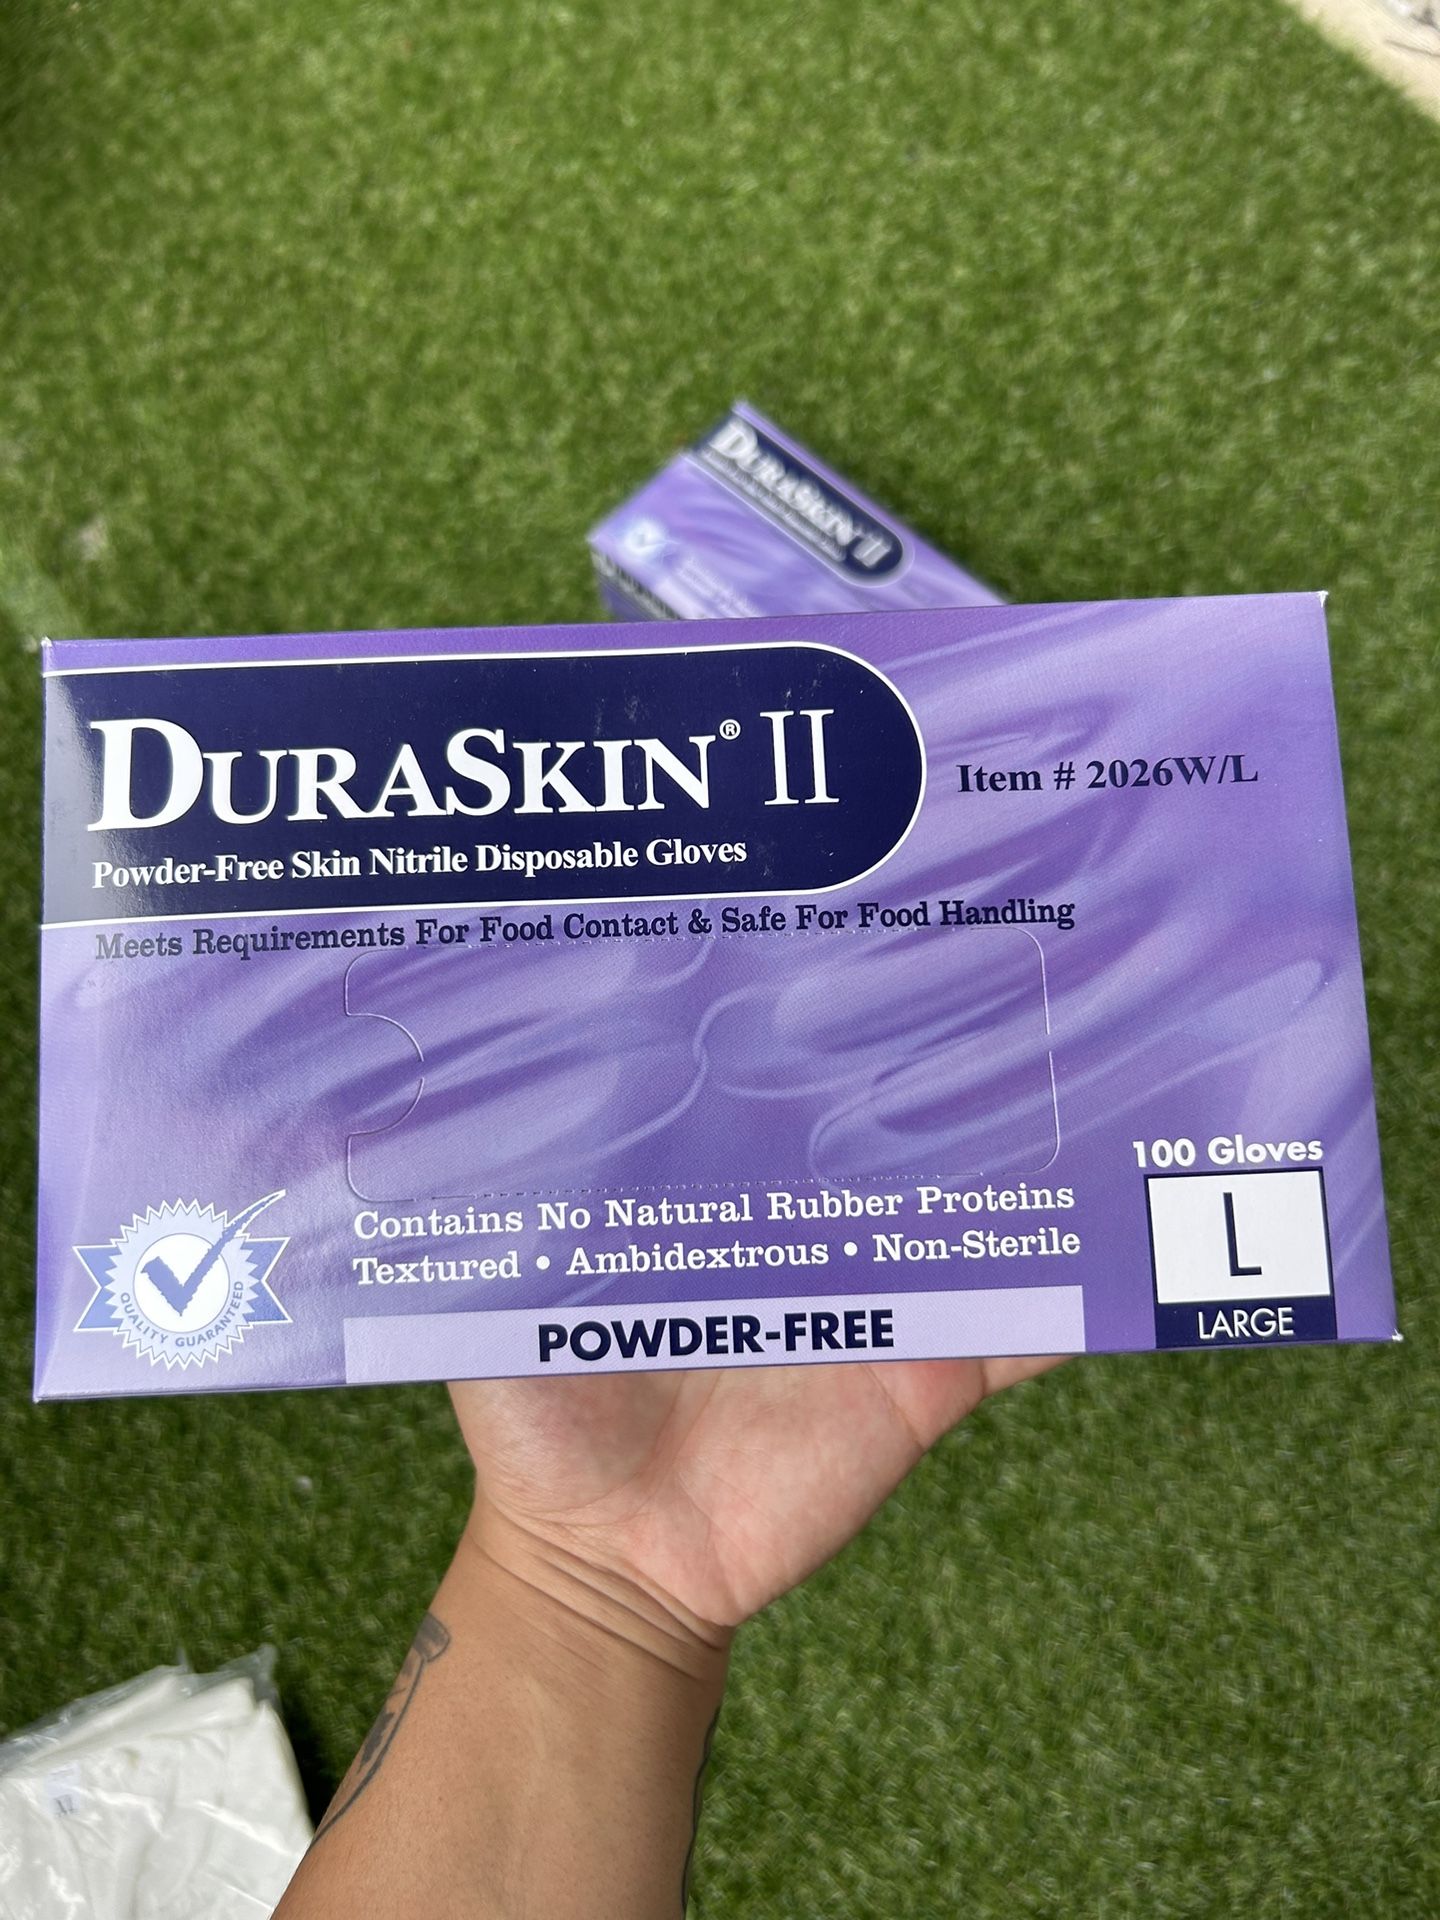 DURASKIN II
DURASKIN® II
Item # 2026W/L
Powder-Free Skin Nitrile Disposable Gloves
Meets Requirements For Food Contact & Safe For Food Handling
100 Gloves
L
LARGE
Contains No Natural Rubber Proteins
Textured • Ambidextrous • Non-Sterile
QUALITY GUARANTEED
POWDER-FREE